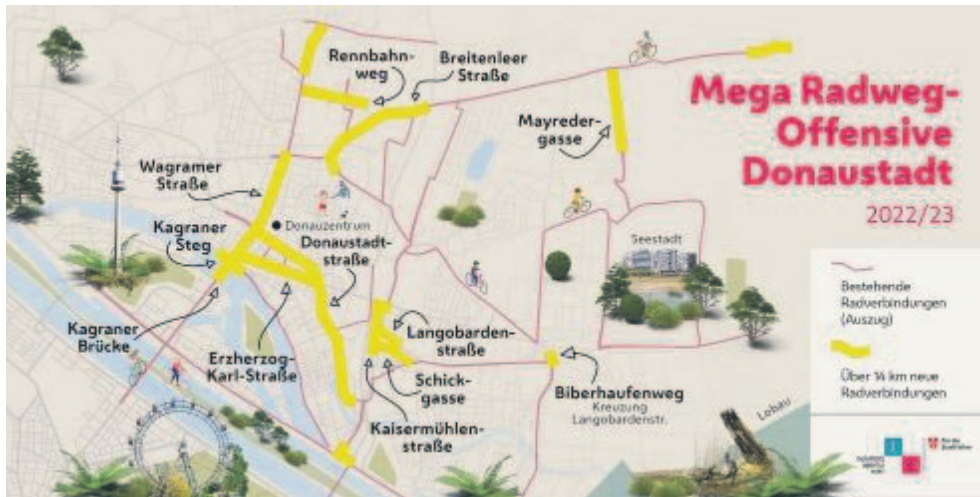 Mega Radweg-
Offensive
Donaustadt
2022/23
Rennbahn-
weg
Breitenleer
Straße
Mayreder-
gasse
Wagramer
Straße
Donauzentrum
Kagraner
Steg
Donaustadt-
straße
Seestadt
Kagraner
Brücke
Erzherzog-
Karl-Straße
Langobarden-
straße
Schick-
gasse
Kaisermühlen-
straße
Biberhaufenweg
Kreuzung
Langobardenstr.
Lobau
Bestehende
Radverbindungen
(Auszug)
Über 14 km neue
Radverbindungen